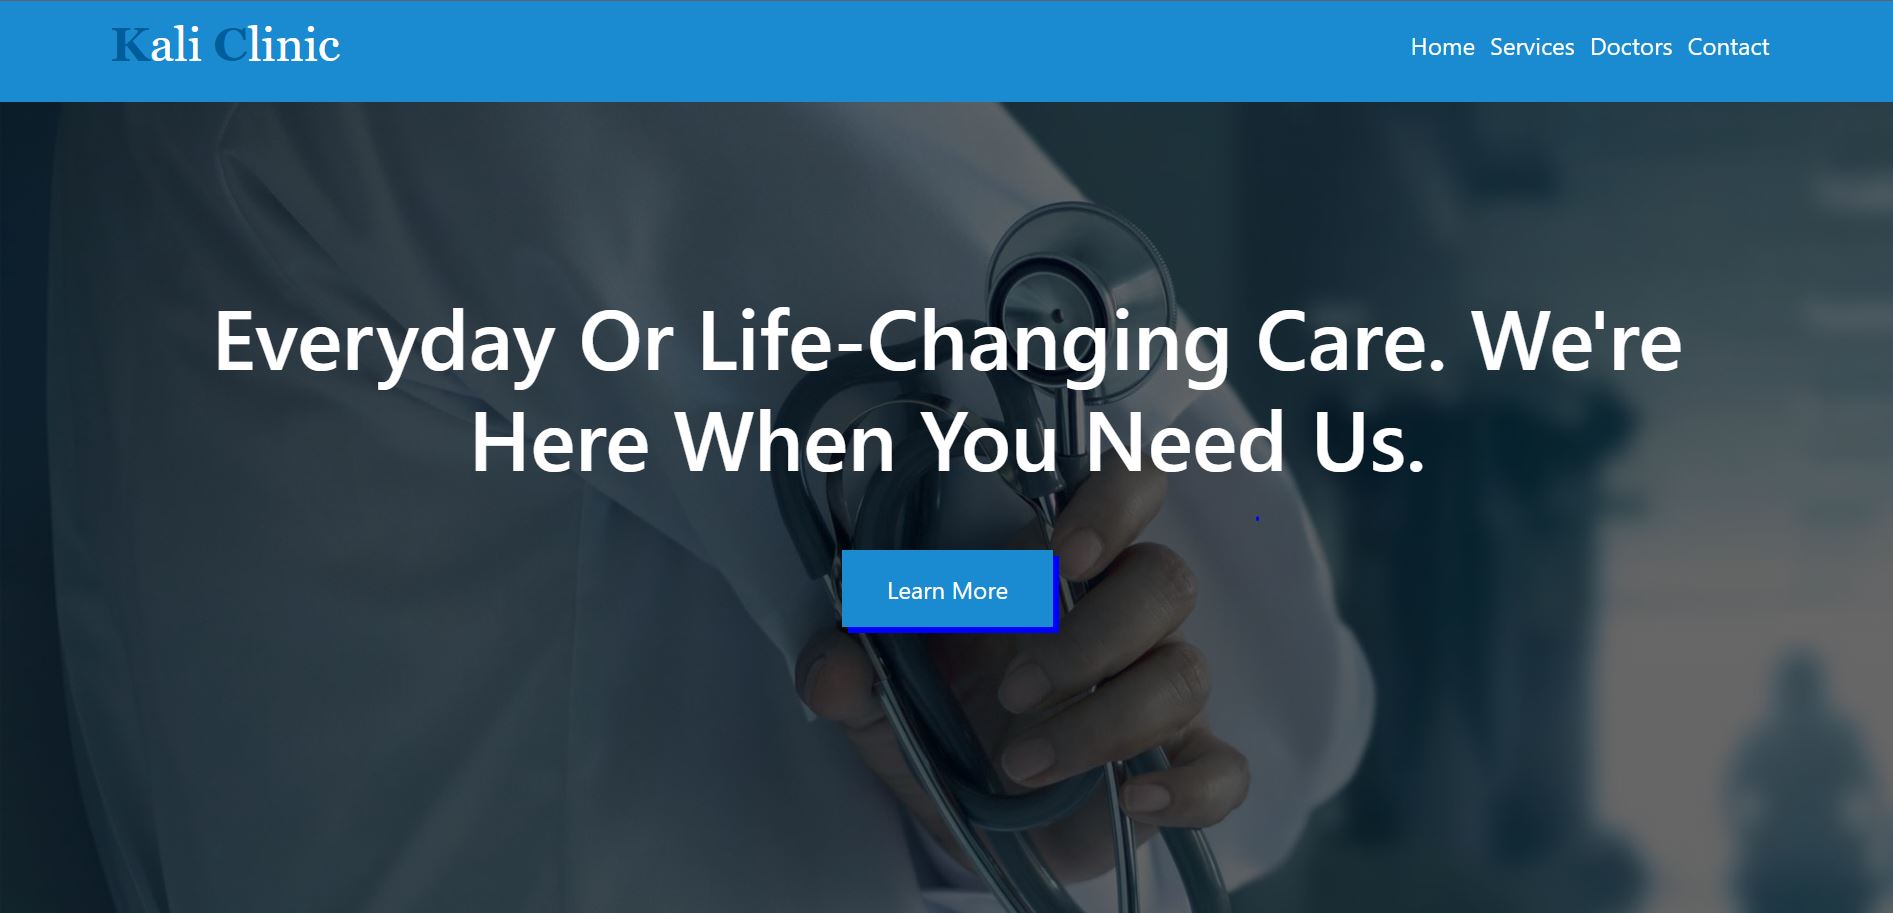 Kali Clinic
Home Services Doctors Contact
Everyday Or Life-Changing Care. We're
Here When You Need Us.
Learn More